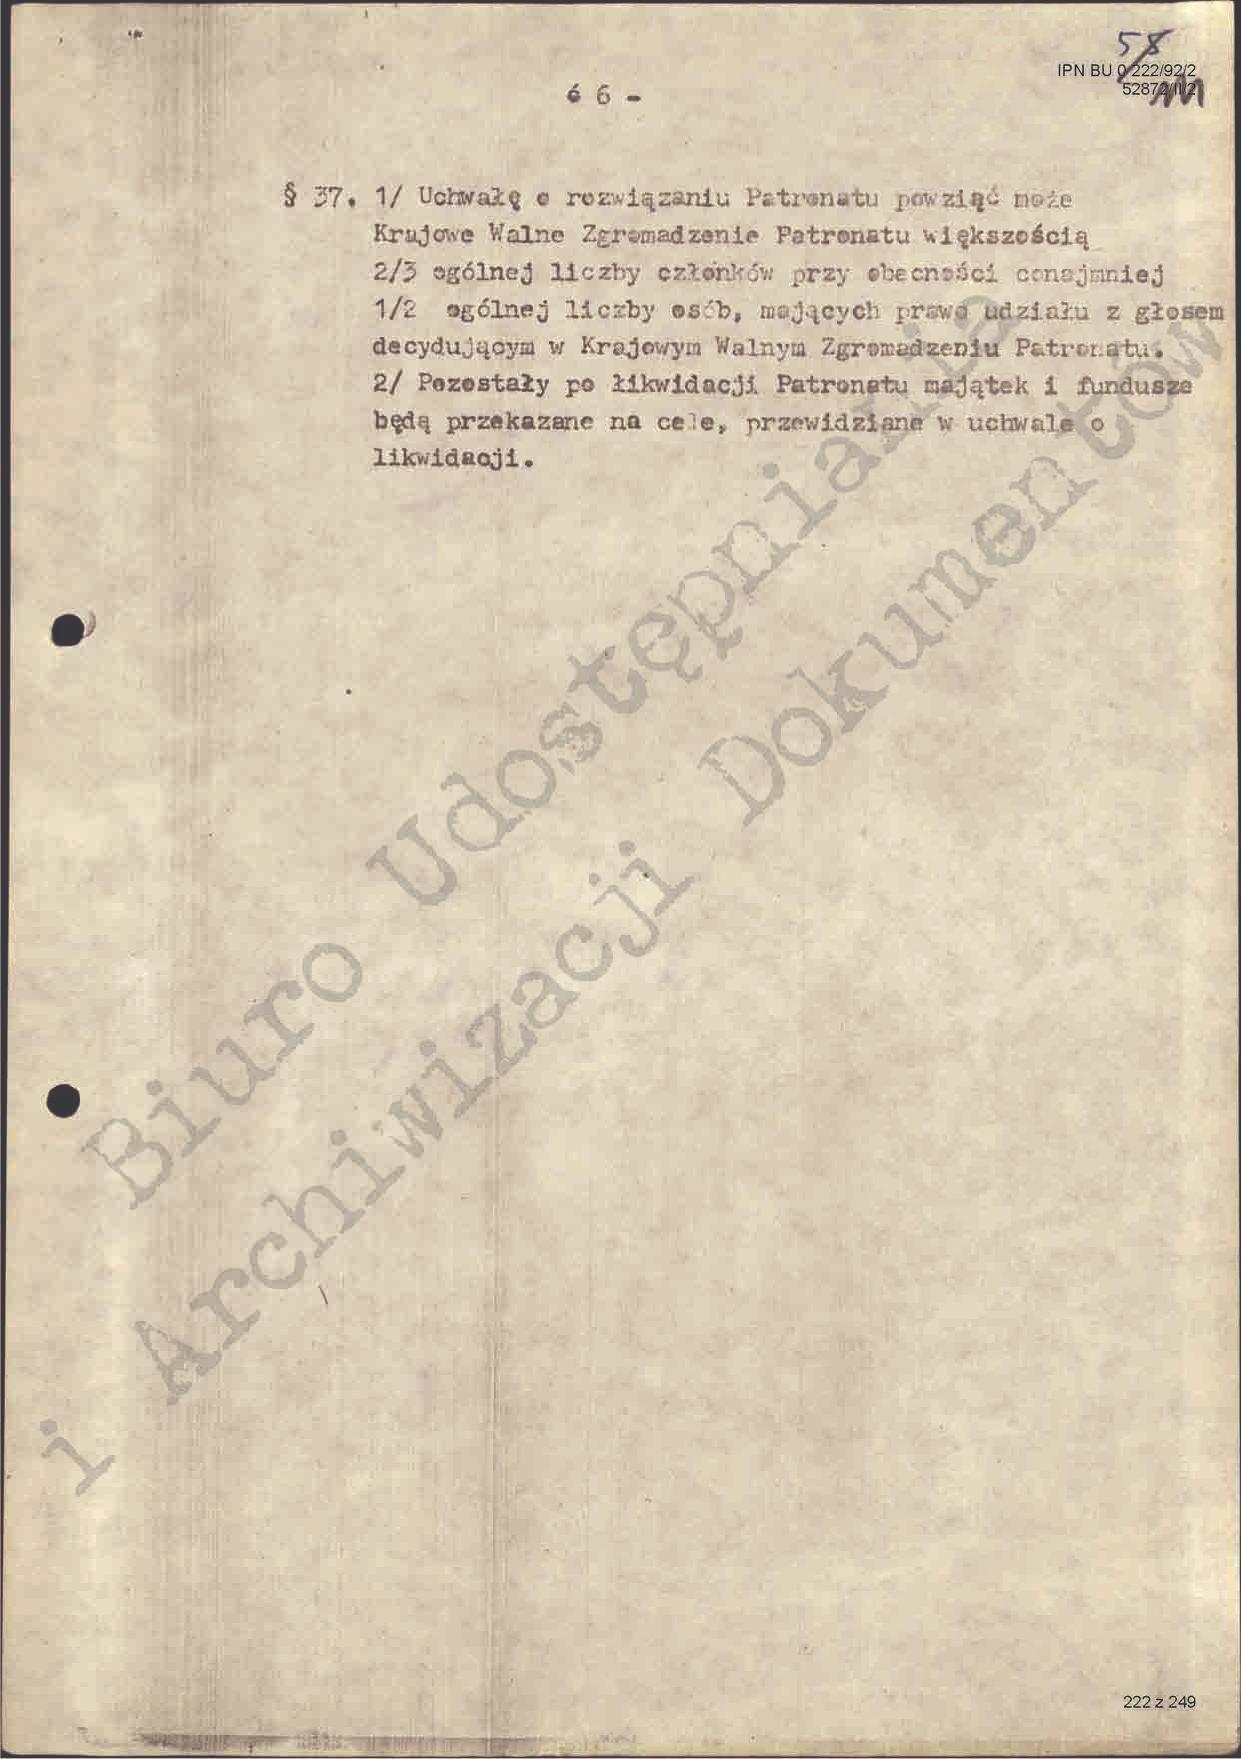 58
IPN BU 0 222/92/2
52872/II/2
6 6 -
§ 37. 1/ Uchwałę o rozwiązaniu Patronatu powziąć może
Krajowe Walne Zgromadzenie Patronatu większością
2/3 ogólnej liczby członków przy obecności conajmniej
1/2 ogólnej liczby osób, mających prawo udziału z głosem
decydującym w Krajowym Walnym Zgromadzeniu Patronatu.
2/ Pozostały po likwidacji Patronatu majątek i fundusze
będą przekazane na cele, przewidziane w uchwale o
likwidacji.
Biuro Udostępniania
i Archiwizacji Dokumentów
222 z 249